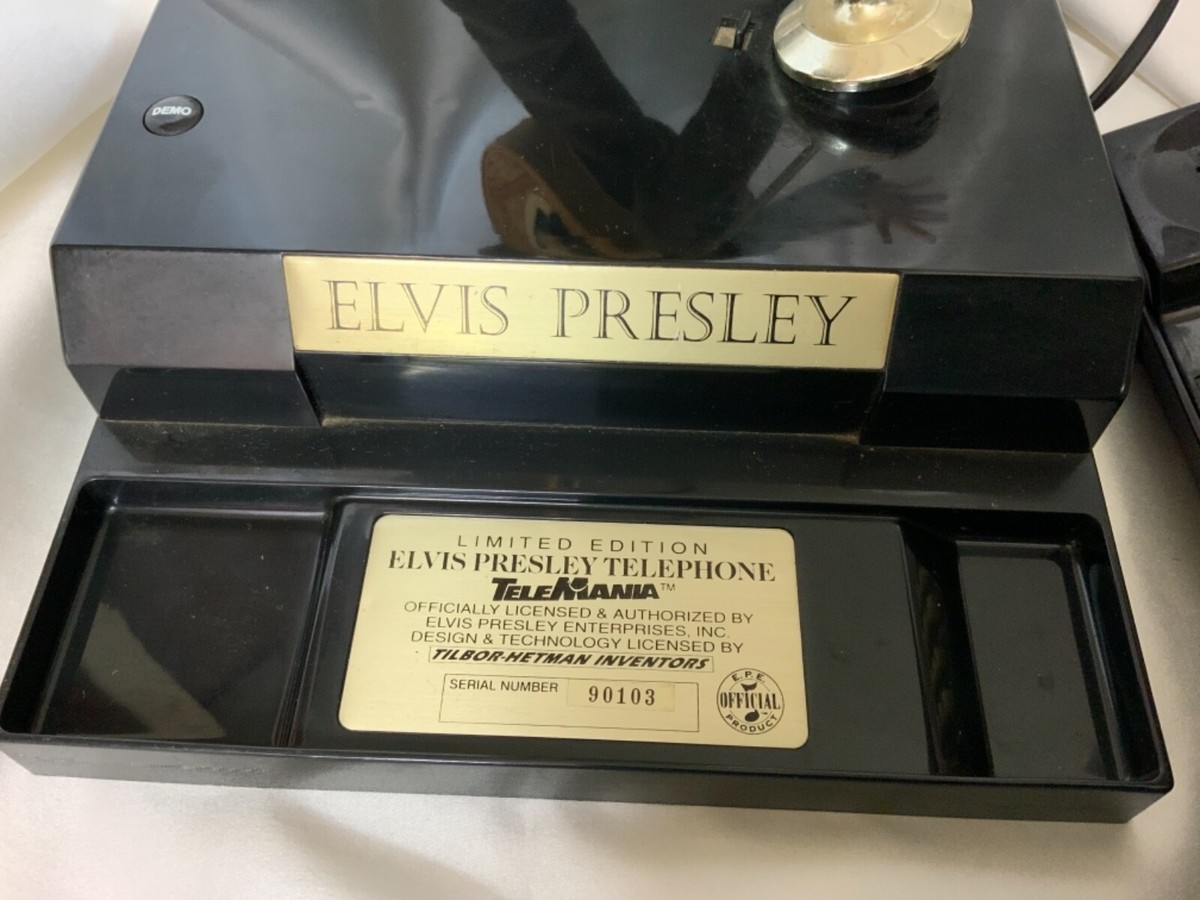 DEMO
ELVIS PRESLEY
LIMITED EDITION
ELVIS PRESLEY TELEPHONE
TELEMANIA™
OFFICIALLY LICENSED & AUTHORIZED BY
ELVIS PRESLEY ENTERPRISES, INC.
DESIGN & TECHNOLOGY LICENSED BY
TILBOR-HETMAN INVENTORS
SERIAL NUMBER 90103
E.P.E.
OFFICIAL
PRODUCT